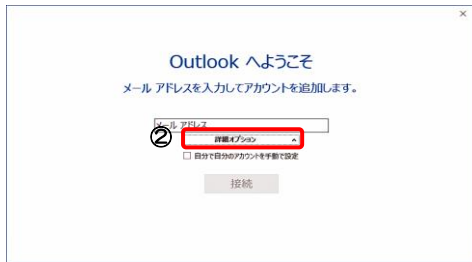 Outlook へようこそ
メール アドレスを入力してアカウントを追加します。
メール アドレス
②
詳細オプション
自分で自分のアカウントを手動で設定
接続